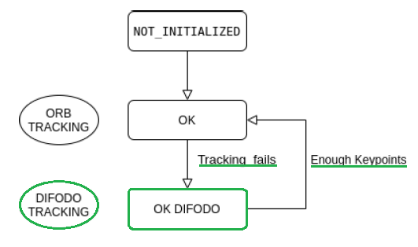 NOT_INITIALIZED
ORB
TRACKING
OK
Tracking fails
Enough Keypoints
DIFODO
TRACKING
OK DIFODO